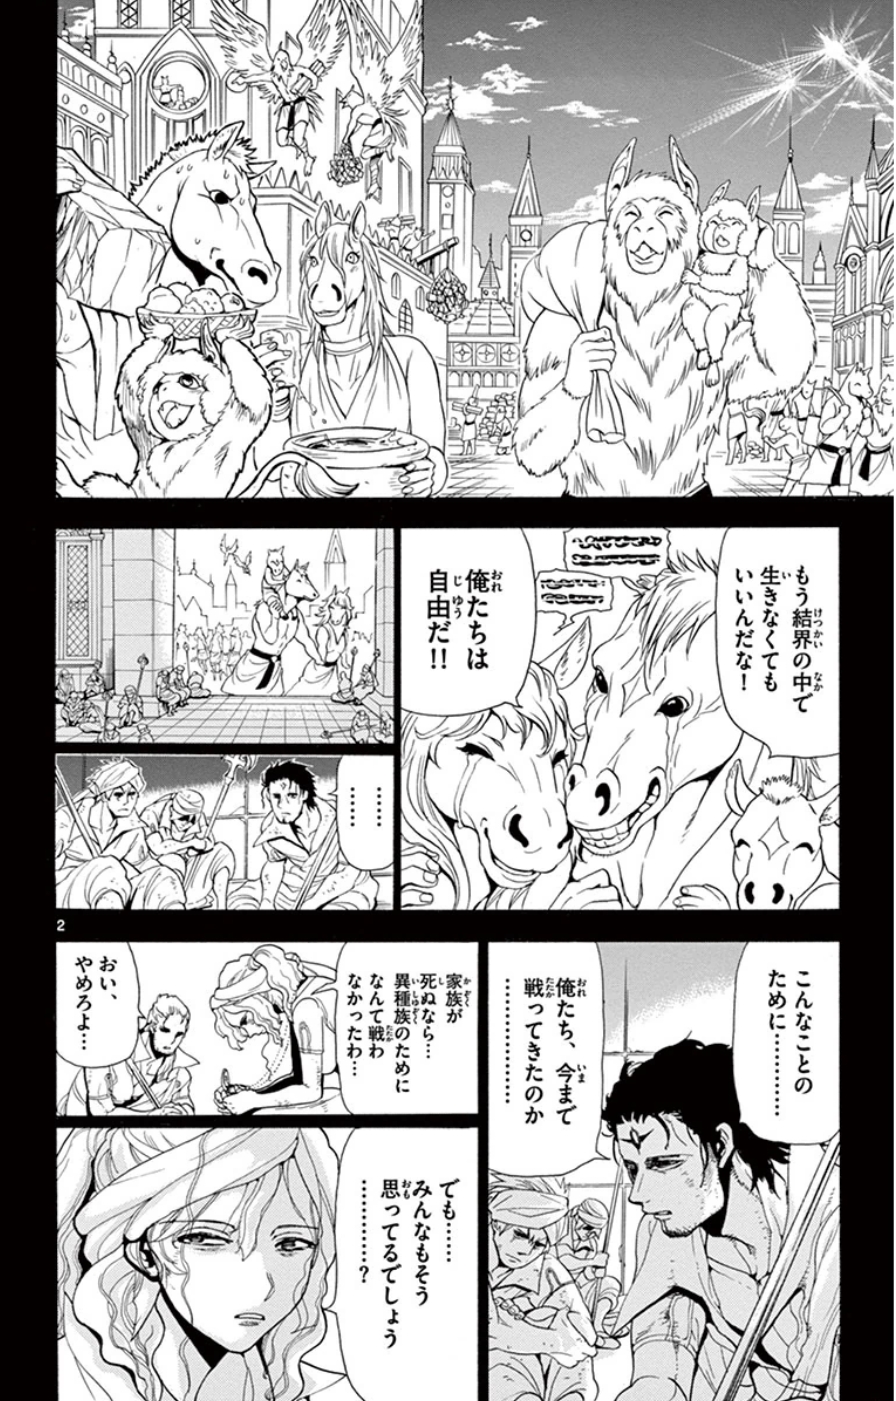 もう結界の中で
生きなくても
いいんだな！
俺たちは
自由だ!!
……
……
2
こんなことの
ために…………
俺たち、今まで
戦ってきたのか
…………
家族が
死ぬなら…
異種族のために
なんて戦わ
なかったわ…
おい、
やめろよ…
でも……
みんなもそう
思ってるでしょう
…………？